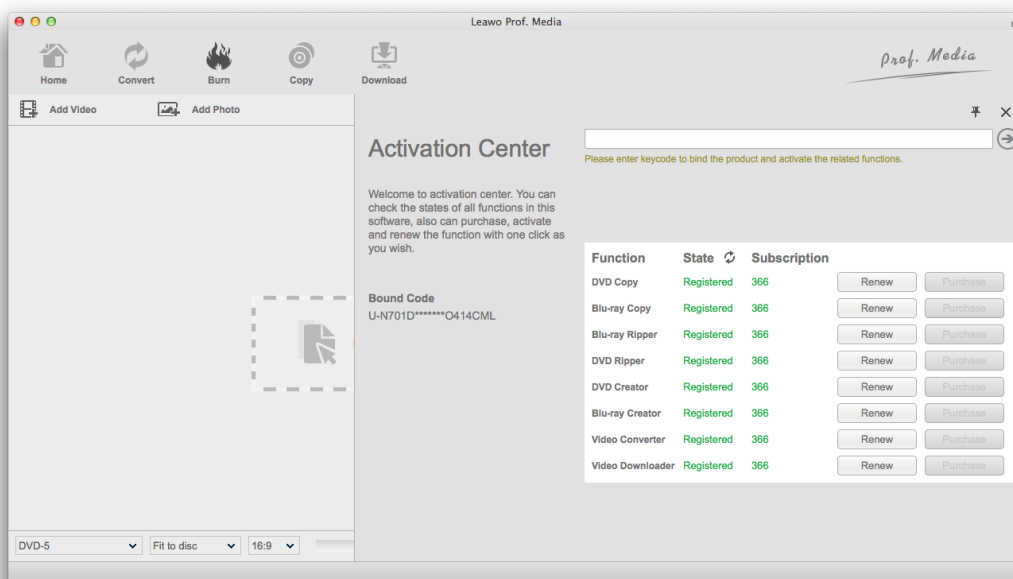 Leawo Prof. Media
Home Convert Burn Copy Download
Prof. Media
Add Video Add Photo
Activation Center
Please enter keycode to bind the product and activate the related functions.
Welcome to activation center. You can
check the states of all functions in this
software, also can purchase, activate
and renew the function with one click as
you wish.
Bound Code
U-N701D*******O414CML
Function State Subscription
DVD Copy Registered 366 Renew Purchase
Blu-ray Copy Registered 366 Renew Purchase
Blu-ray Ripper Registered 366 Renew Purchase
DVD Ripper Registered 366 Renew Purchase
DVD Creator Registered 366 Renew Purchase
Blu-ray Creator Registered 366 Renew Purchase
Video Converter Registered 366 Renew Purchase
Video Downloader Registered 366 Renew Purchase
DVD-5 Fit to disc 16:9